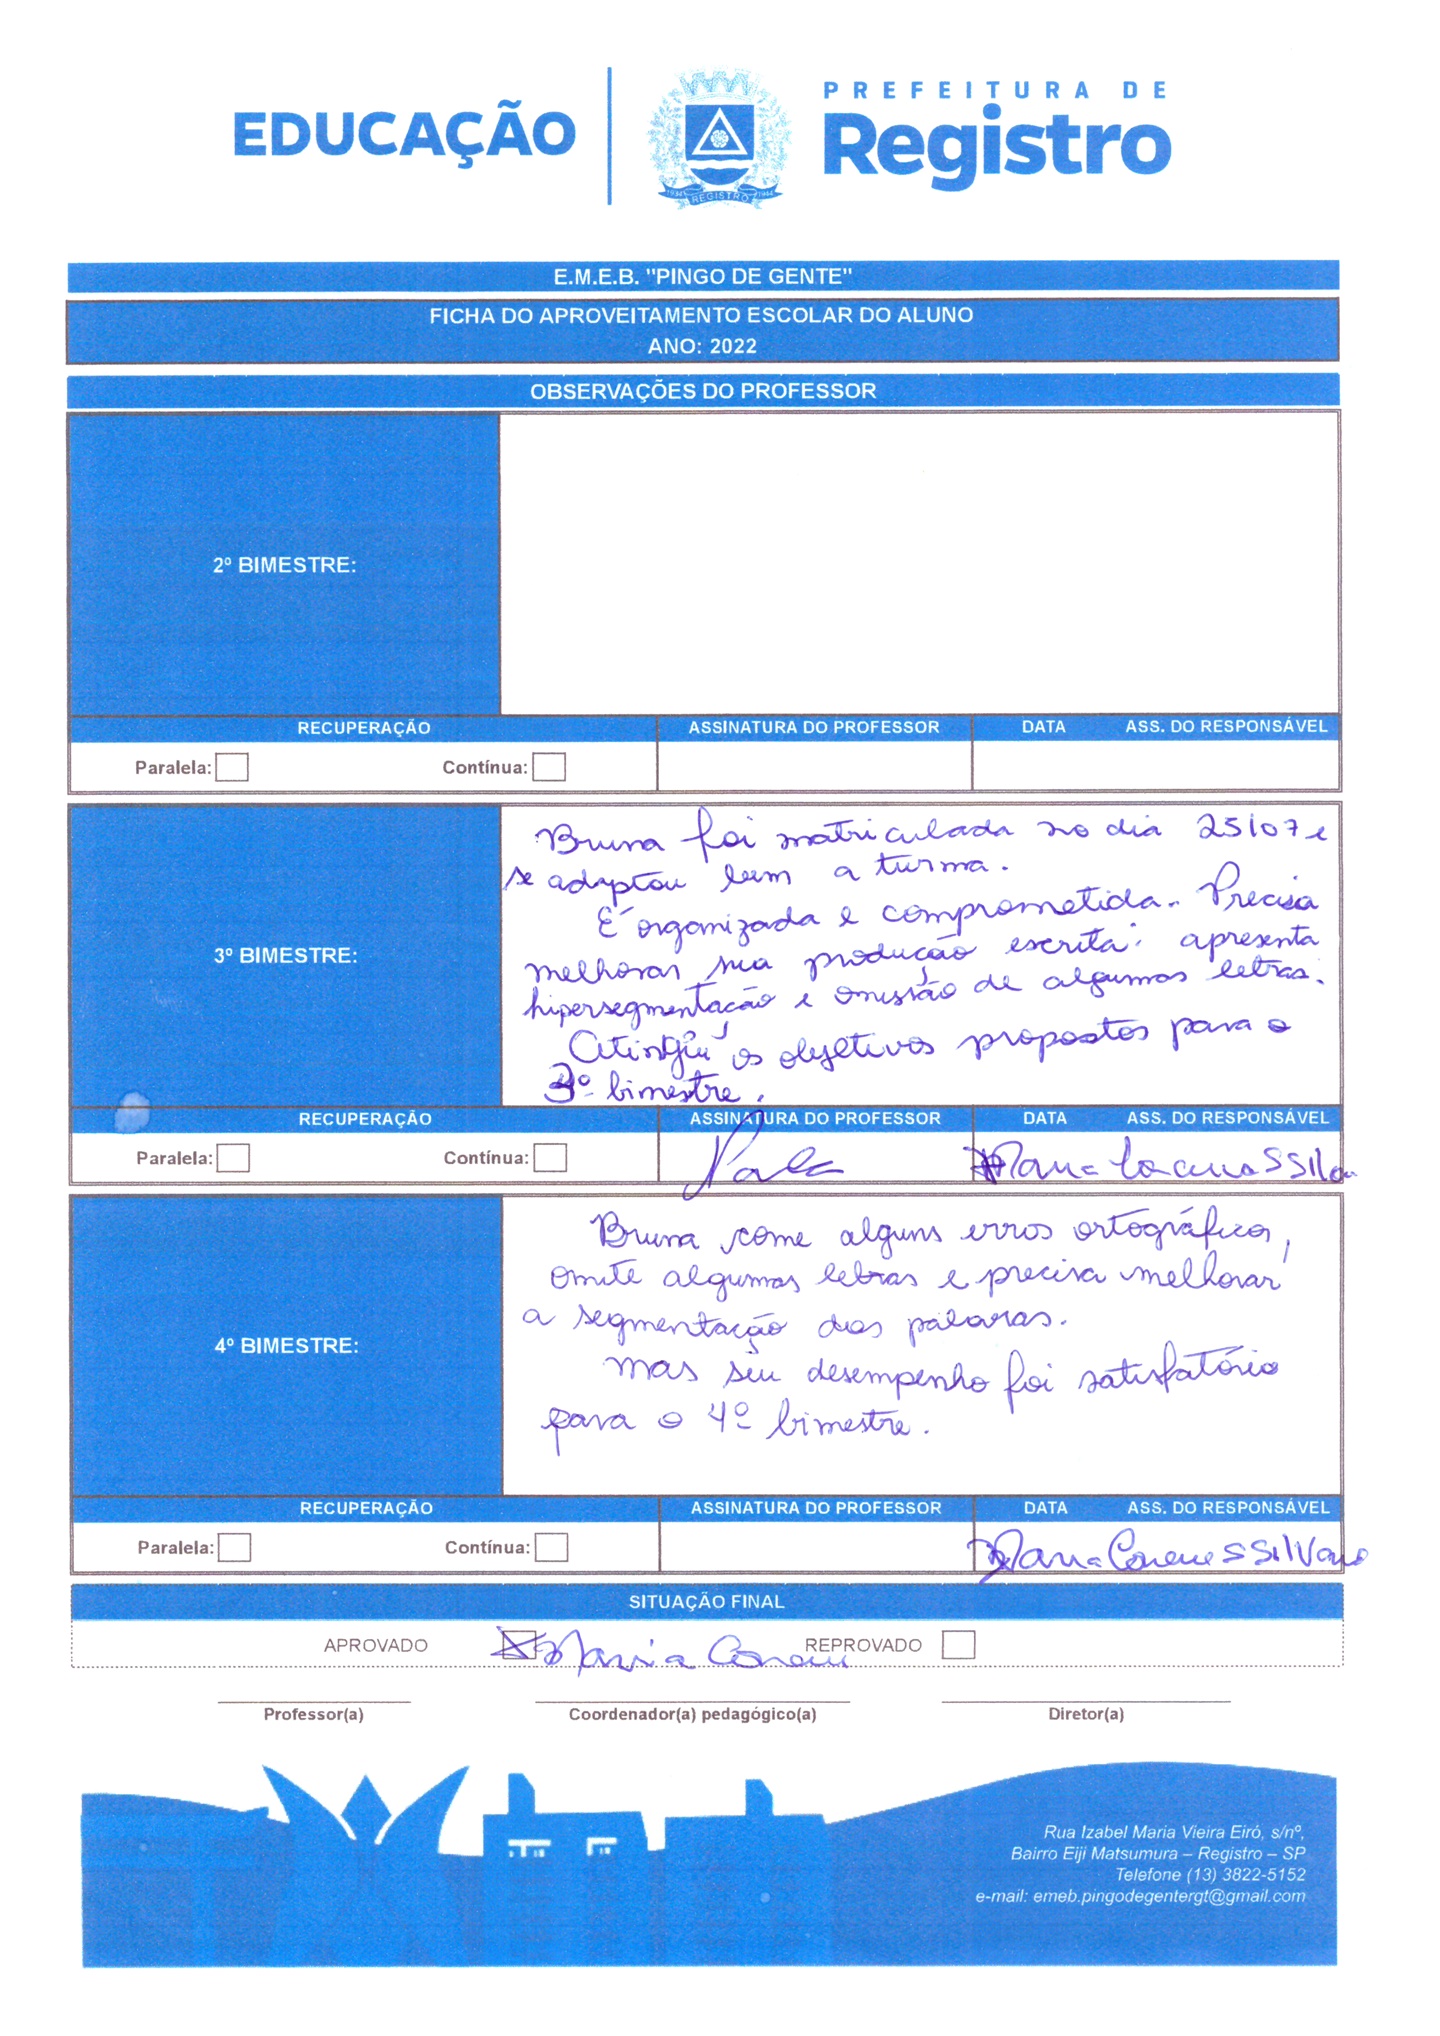 EDUCAÇÃO
PREFEITURA DE
Registro
1934 REGISTRO 1944
E.M.E.B. "PINGO DE GENTE"
FICHA DO APROVEITAMENTO ESCOLAR DO ALUNO
ANO: 2022
OBSERVAÇÕES DO PROFESSOR
2º BIMESTRE:
RECUPERAÇÃO ASSINATURA DO PROFESSOR DATA ASS. DO RESPONSÁVEL
Paralela: Contínua:
3º BIMESTRE:
Bruna foi matriculada no dia 25/07 e
se adaptou bem a turma.
É organizada e comprometida. Precisa
melhorar sua produção escrita: apresenta
hipersegmentação e omissão de algumas letras.
Atingiu os objetivos propostos para o
3º bimestre.
RECUPERAÇÃO ASSINATURA DO PROFESSOR DATA ASS. DO RESPONSÁVEL
Paralela: Contínua: Maria
4º BIMESTRE:
Bruna come alguns erros ortográficos,
omite algumas letras e precisa melhorar
a segmentação das palavras.
Mas seu desempenho foi satisfatório
para o 4º bimestre.
RECUPERAÇÃO ASSINATURA DO PROFESSOR DATA ASS. DO RESPONSÁVEL
Paralela: Contínua: Maria
SITUAÇÃO FINAL
APROVADO Maria REPROVADO
Professor(a) Coordenador(a) pedagógico(a) Diretor(a)
Rua Izabel Maria Vieira Eiró, s/nº,
Bairro Eiji Matsumura – Registro – SP
Telefone (13) 3822-5152
e-mail: emeb.pingodegentergt@gmail.com